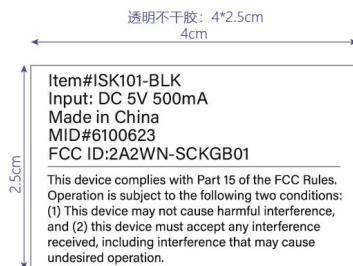 透明不干胶：4*2.5cm
4cm
2.5cm
Item#ISK101-BLK
Input: DC 5V 500mA
Made in China
MID#6100623
FCC ID:2A2WN-SCKGB01
This device complies with Part 15 of the FCC Rules.
Operation is subject to the following two conditions:
(1) This device may not cause harmful interference,
and (2) this device must accept any interference
received, including interference that may cause
undesired operation.